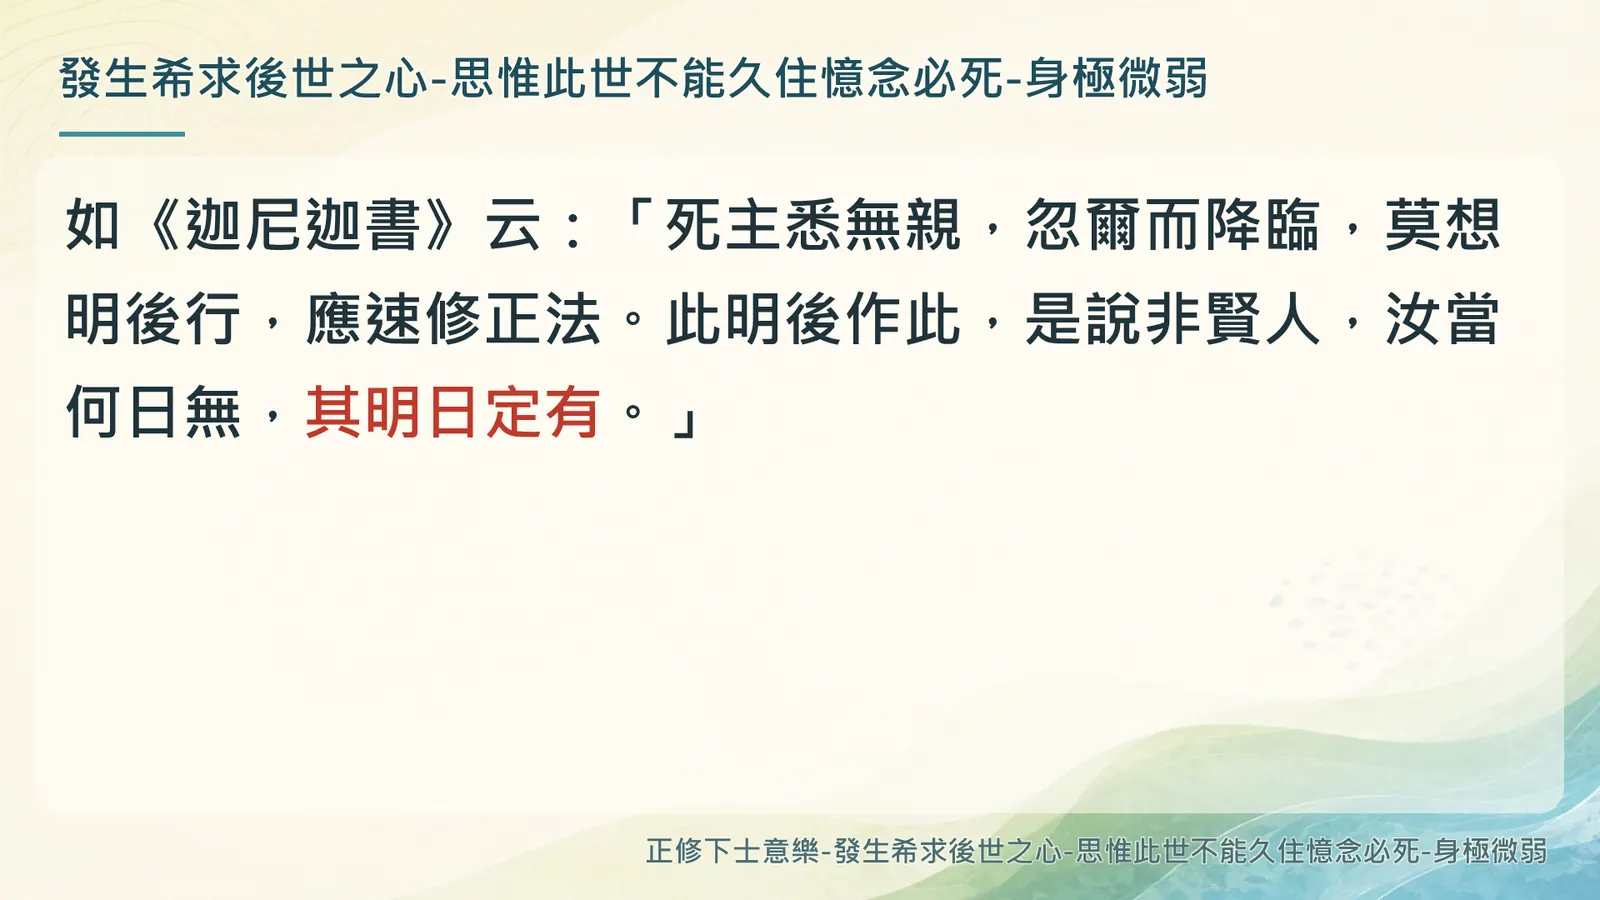 發生希求後世之心-思惟此世不能久住憶念必死-身極微弱
如《迦尼迦書》云：「死主悉無親，忽爾而降臨，莫想
明後行，應速修正法。此明後作此，是說非賢人，汝當
何日無，其明日定有。」
正修下士意樂-發生希求後世之心-思惟此世不能久住憶念必死-身極微弱